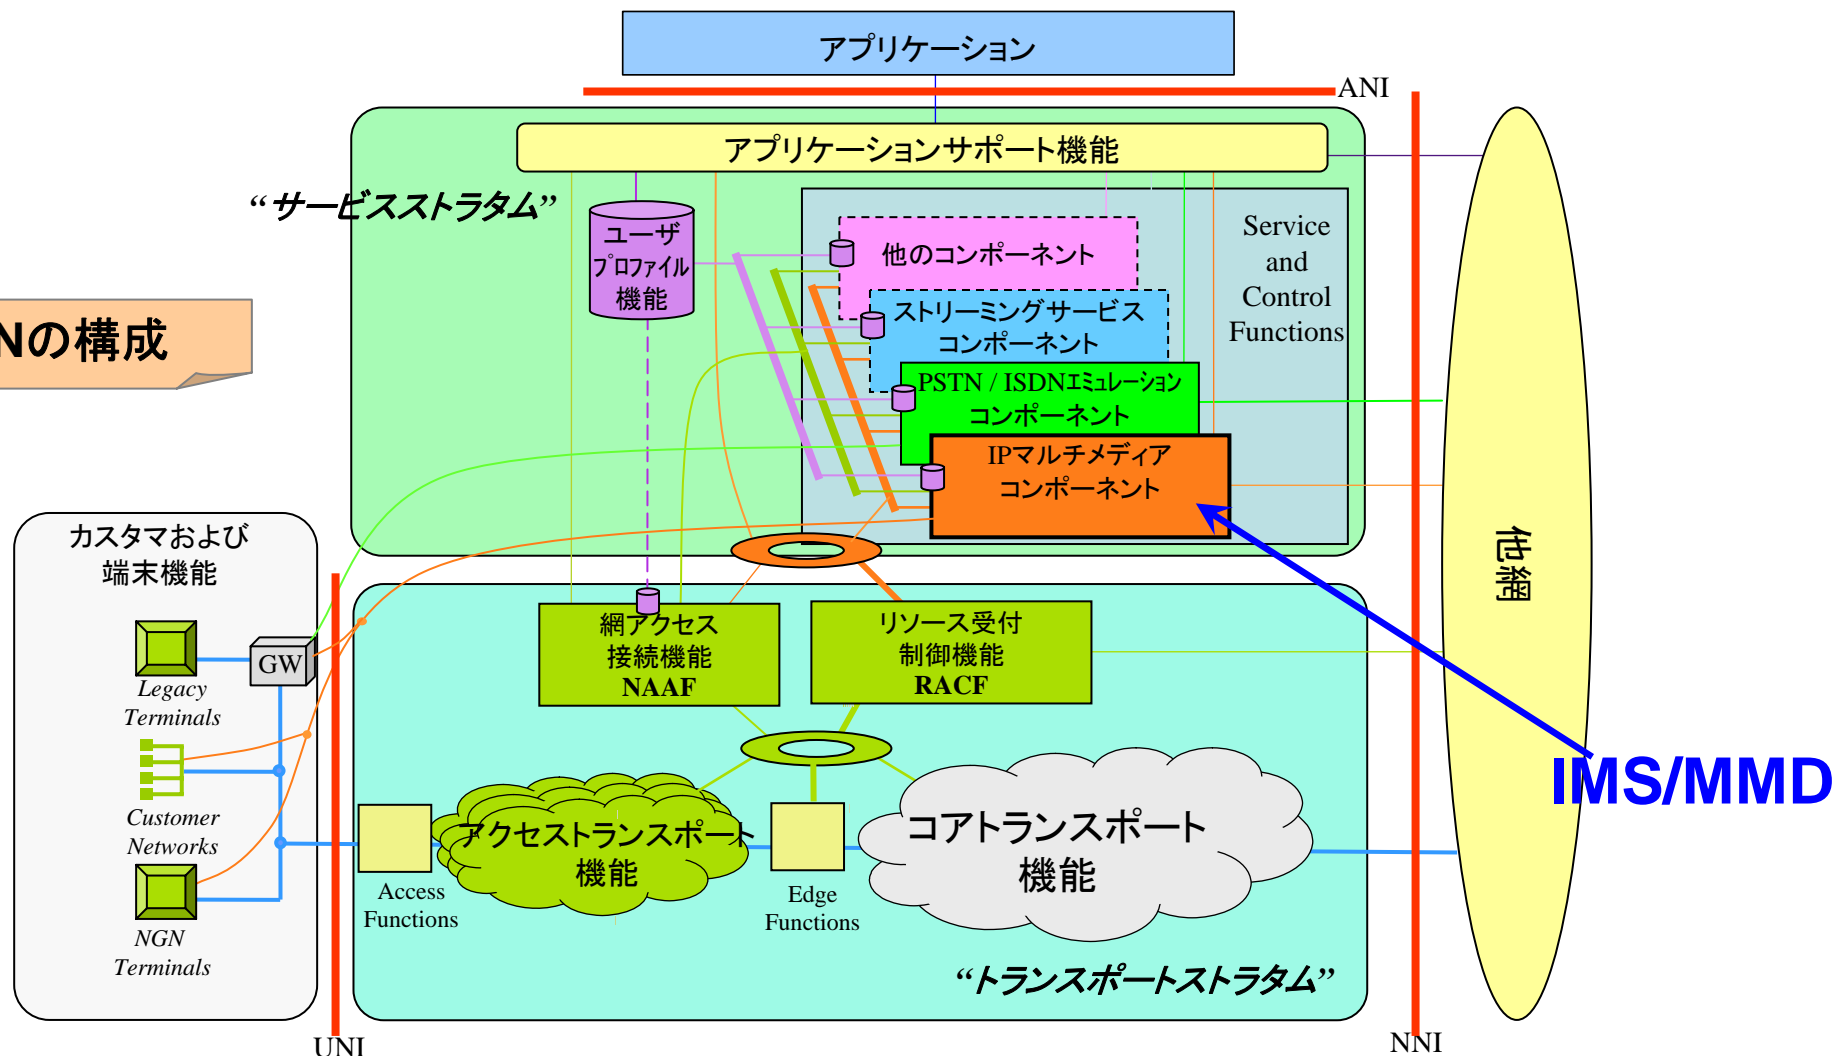 アプリケーション
ANI
アプリケーションサポート機能
“サービスストラタム”
ユーザ
プロファイル
機能
他のコンポーネント
Service
and
Control
Functions
ストリーミングサービス
コンポーネント
Nの構成
PSTN / ISDNエミュレーション
コンポーネント
IPマルチメディア
コンポーネント
カスタマおよび
端末機能
他網
網アクセス
接続機能
NAAF
リソース受付
制御機能
RACF
GW
Legacy
Terminals
IMS/MMD
Customer
Networks
アクセストランスポート
機能
コアトランスポート
機能
Access
Functions
Edge
Functions
NGN
Terminals
“トランスポートストラタム”
UNI
NNI